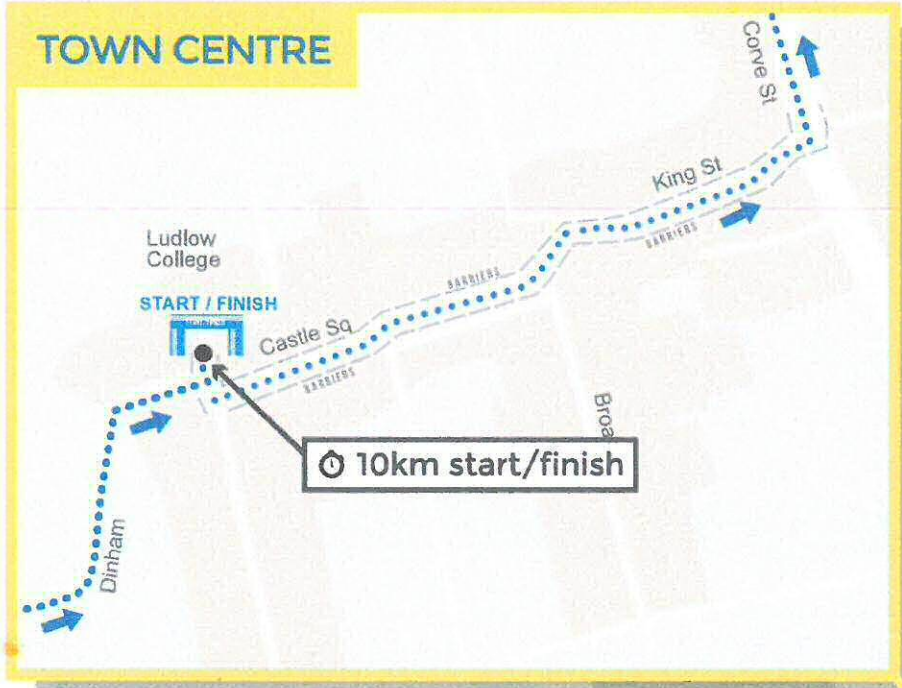 TOWN CENTRE
Corve St
King St
BARRIERS
Ludlow
College
BARRIERS
START / FINISH
Castle Sq
BARRIERS
Broa
10km start/finish
Dinham